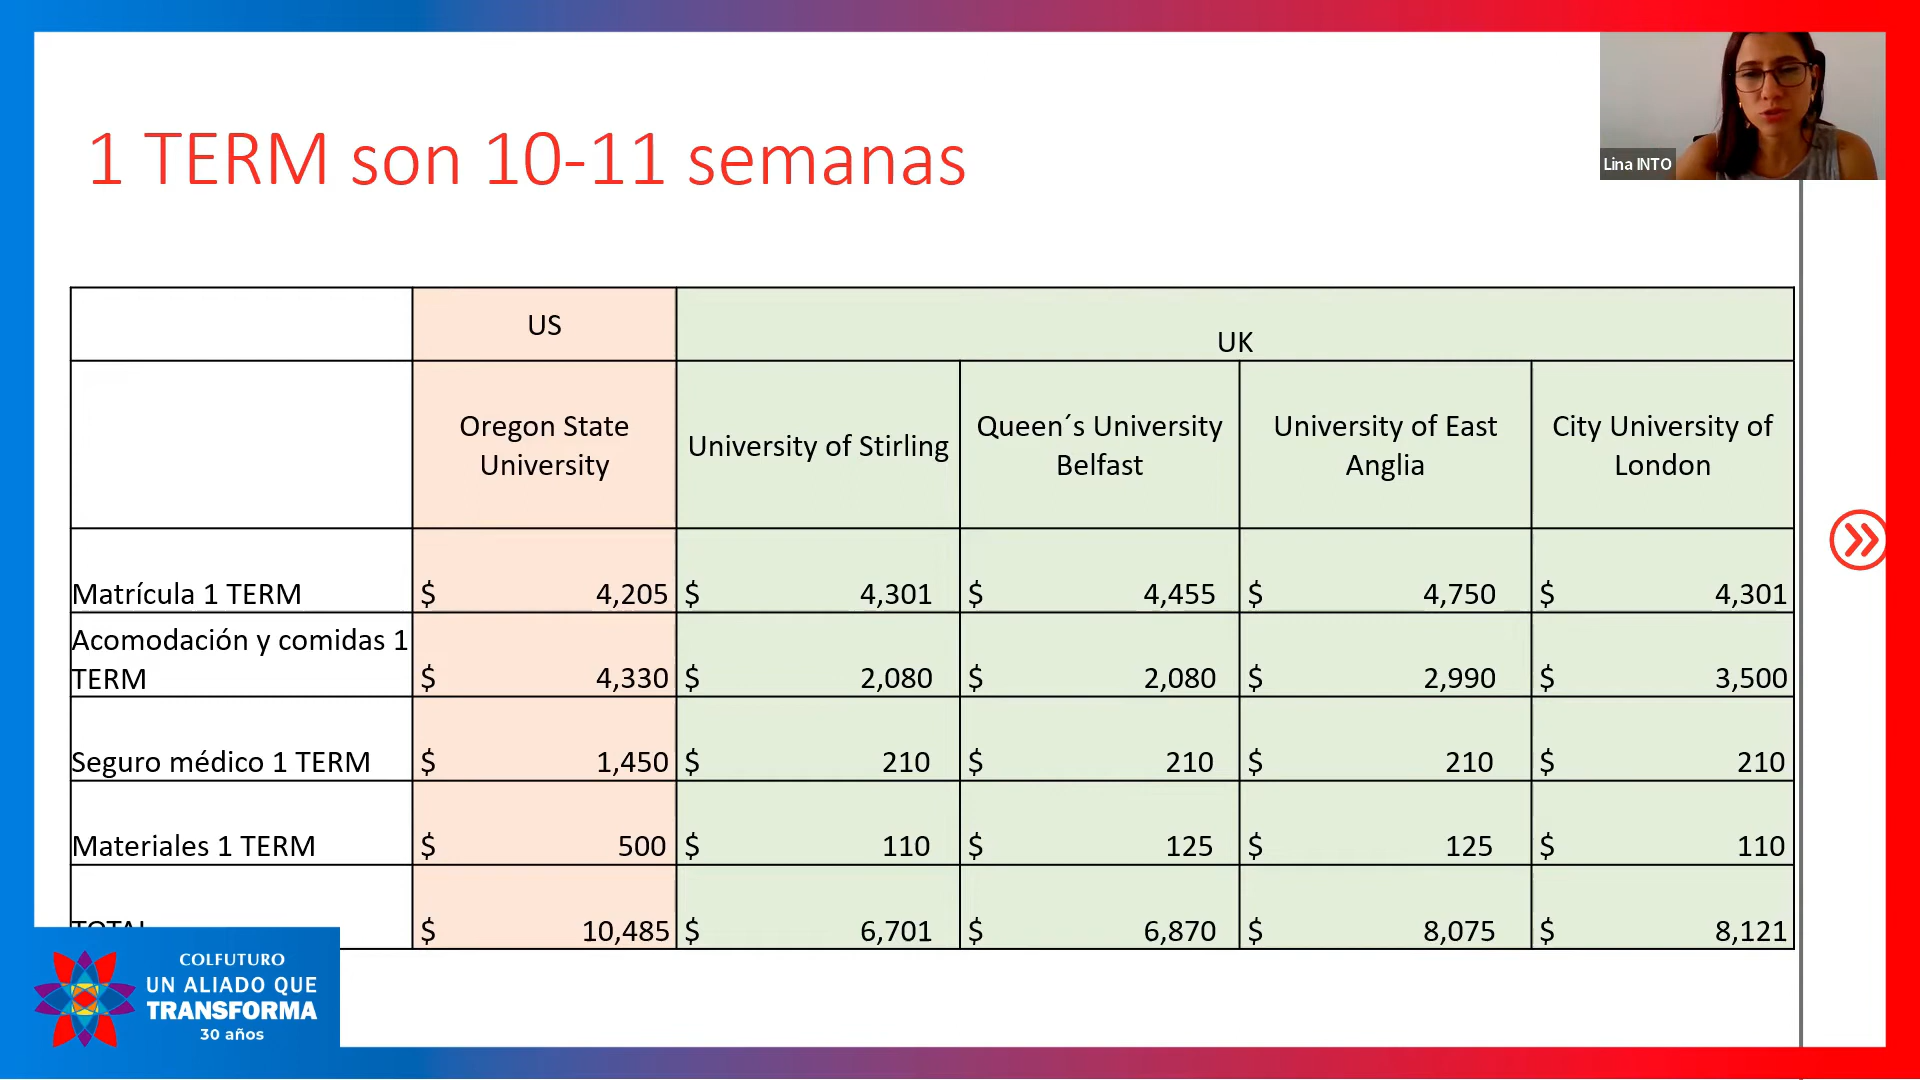 Lina INTO
1 TERM son 10-11 semanas
US
UK
Oregon State
University
University of Stirling
Queen´s University
Belfast
University of East
Anglia
City University of
London
Matrícula 1 TERM $ 4,205 $ 4,301 $ 4,455 $ 4,750 $ 4,301
Acomodación y comidas 1
TERM $ 4,330 $ 2,080 $ 2,080 $ 2,990 $ 3,500
Seguro médico 1 TERM $ 1,450 $ 210 $ 210 $ 210 $ 210
Materiales 1 TERM $ 500 $ 110 $ 125 $ 125 $ 110
TOTAL $ 10,485 $ 6,701 $ 6,870 $ 8,075 $ 8,121
COLFUTURO
UN ALIADO QUE
TRANSFORMA
30 años